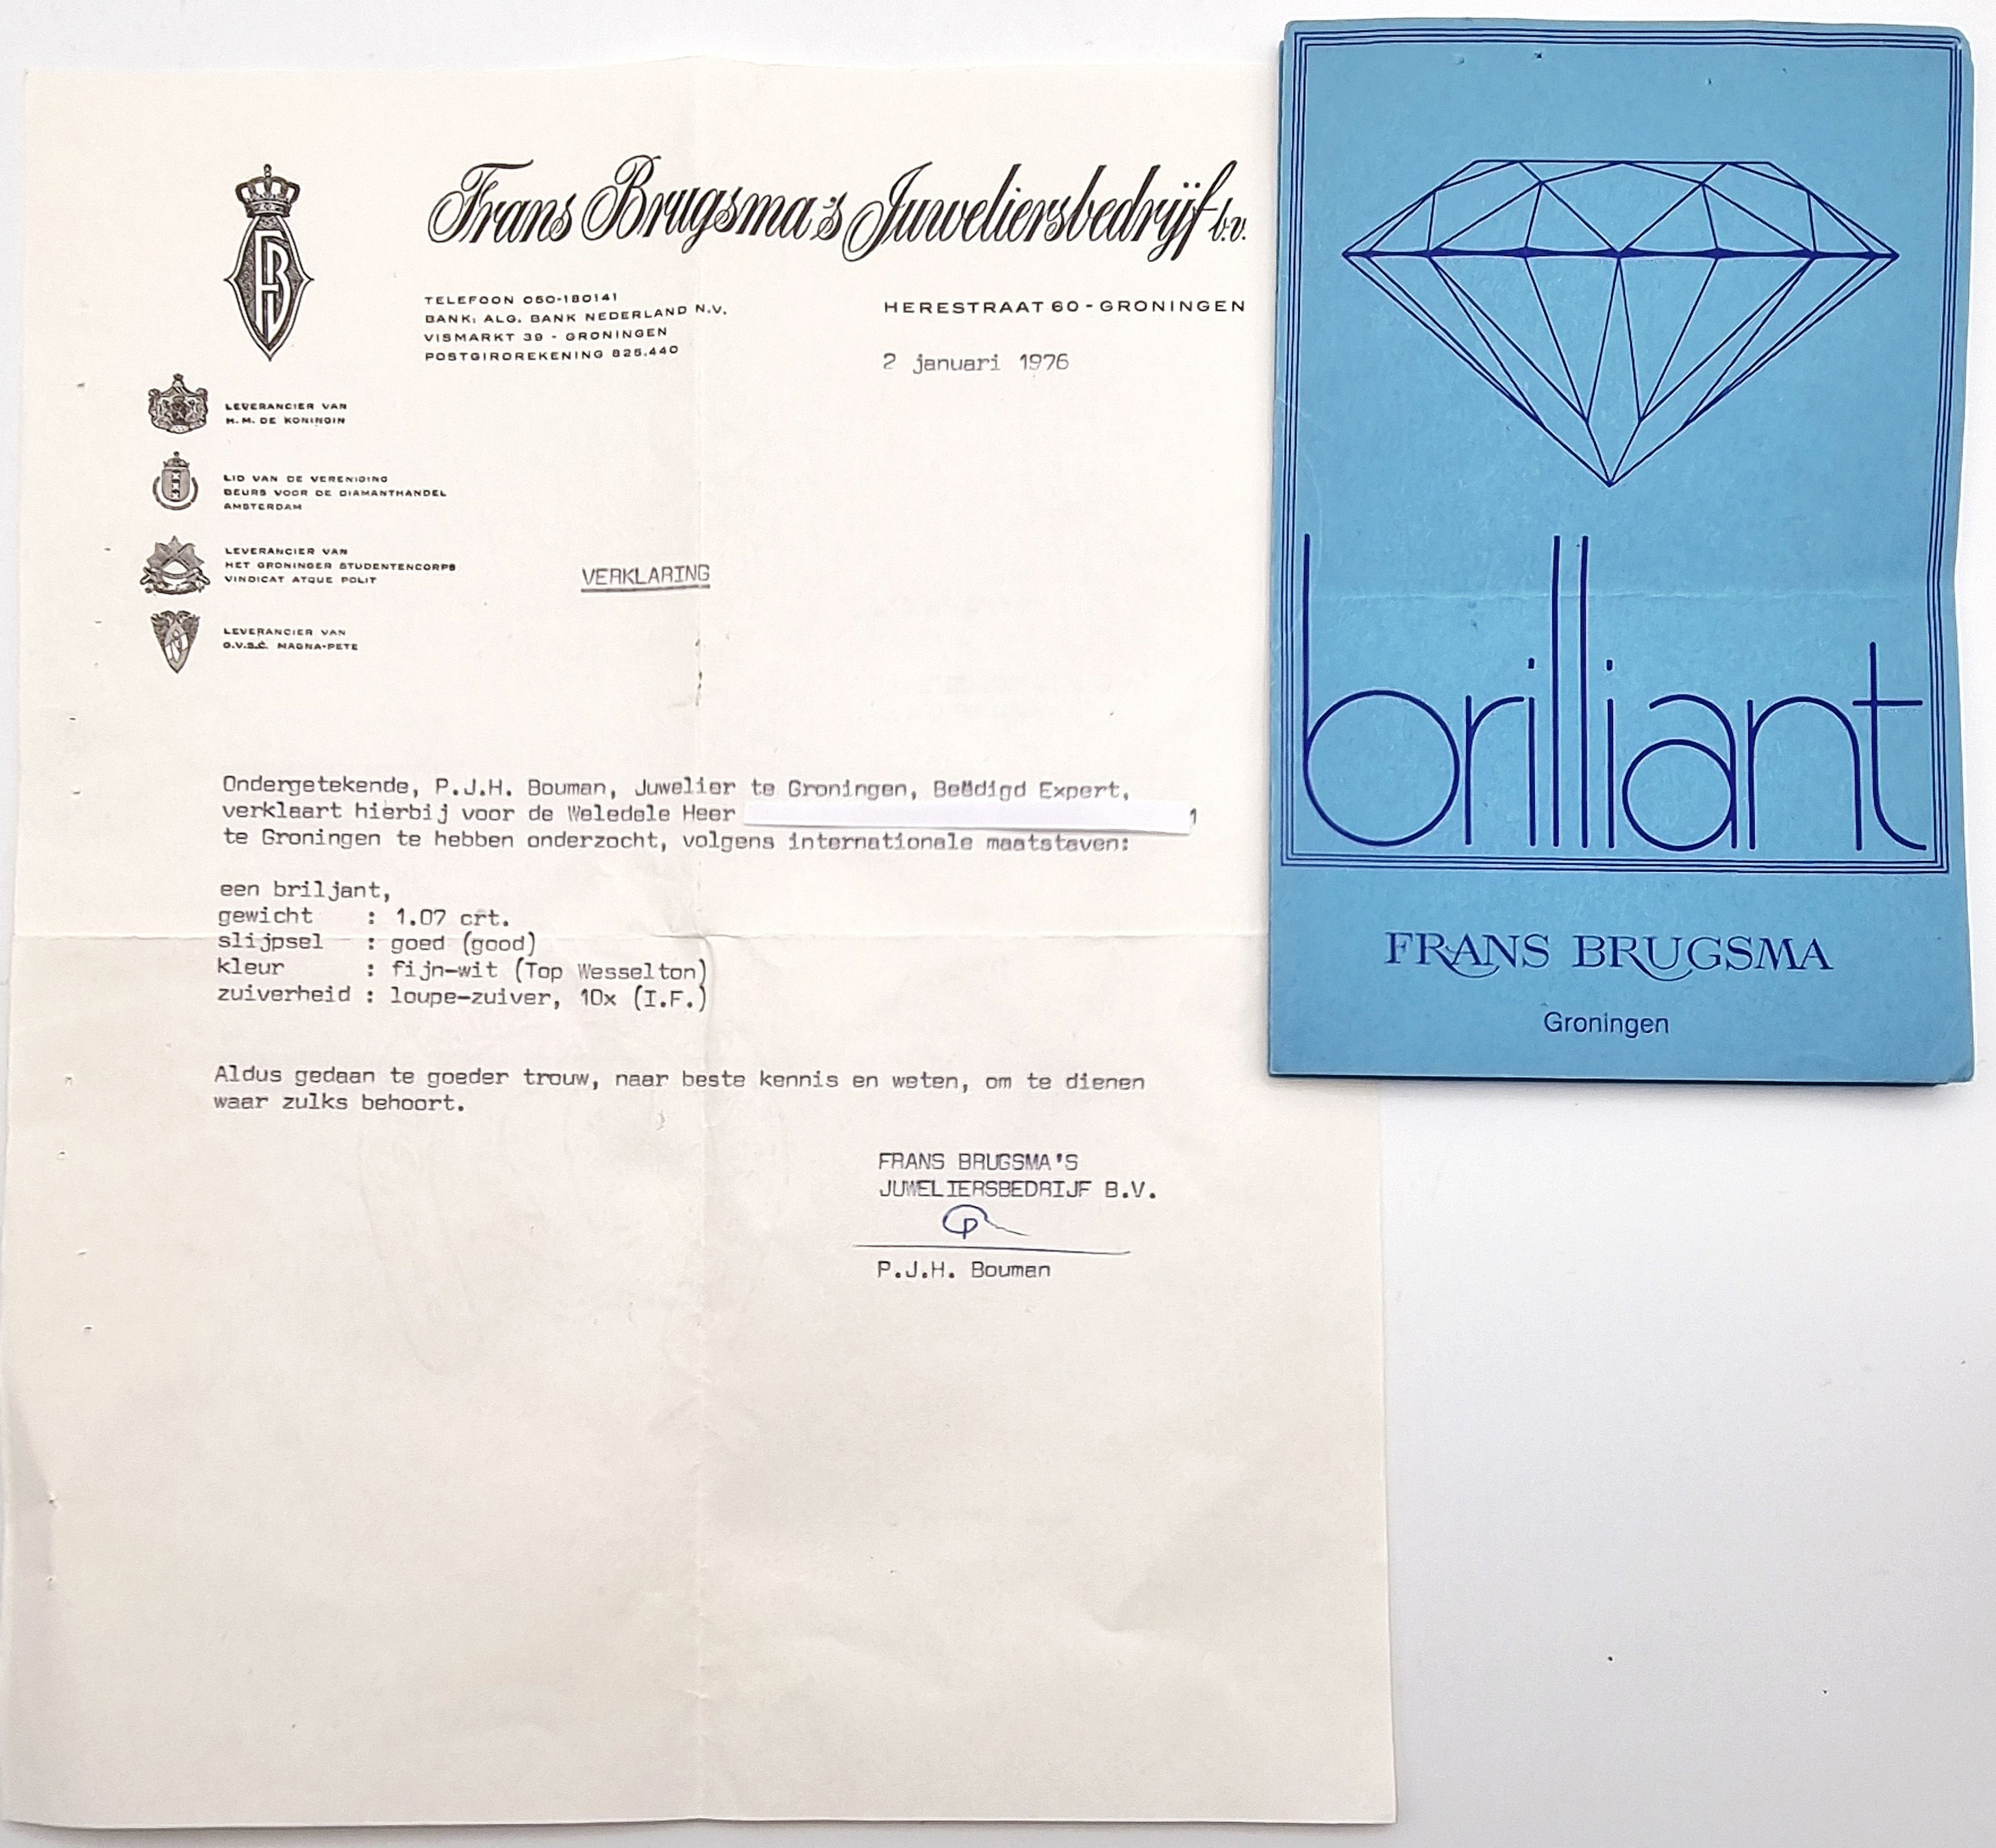 Frans Brugsma's Juweliersbedrijf b.v.
TELEFOON 050-180141
BANK: ALG. BANK NEDERLAND N.V.
VISMARKT 39 - GRONINGEN
POSTGIROREKENING 825.440
HERESTRAAT 60 - GRONINGEN
2 januari 1976
LEVERANCIER VAN
H.M. DE KONINGIN
LID VAN DE VERENIGING
BEURS VOOR DE DIAMANTHANDEL
AMSTERDAM
LEVERANCIER VAN
HET GRONINGER STUDENTENCORPS
VINDICAT ATQUE POLIT
LEVERANCIER VAN
G.V.S.C. MAGNA-PETE
VERKLARING
Ondergetekende, P.J.H. Bouman, Juwelier te Groningen, Beëdigd Expert,
verklaart hierbij voor de Weledele Heer
te Groningen te hebben onderzocht, volgens internationale maatstaven:
een briljant,
gewicht : 1.07 crt.
slijpsel : goed (good)
kleur : fijn-wit (Top Wesselton)
zuiverheid : loupe-zuiver, 10x (I.F.)
Aldus gedaan te goeder trouw, naar beste kennis en weten, om te dienen
waar zulks behoort.
FRANS BRUGSMA'S
JUWELIERSBEDRIJF B.V.
P.J.H. Bouman
brilliant
FRANS BRUGSMA
Groningen